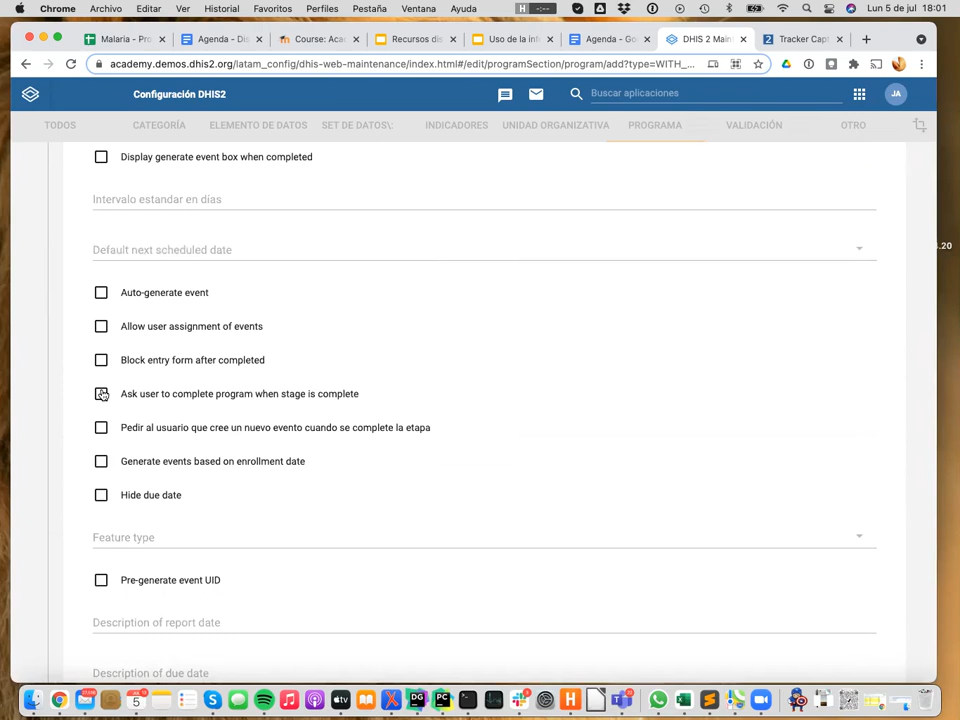 Chrome Archivo Editar Ver Historial Favoritos Perfiles Pestaña Ventana Ayuda Lun 5 de jul 18:01
Malaria - Pro Agenda - Dis Course: Aca Recursos dis Uso de la inf Agenda - Go DHIS 2 Main Tracker Capt
academy.demos.dhis2.org/latam_config/dhis-web-maintenance/index.html#/edit/programSection/program/add?type=WITH_...
Configuración DHIS2 Buscar aplicaciones JA
TODOS CATEGORÍA ELEMENTO DE DATOS SET DE DATOS\: INDICADORES UNIDAD ORGANIZATIVA PROGRAMA VALIDACIÓN OTRO
Display generate event box when completed
Intervalo estandar en días
Default next scheduled date
Auto-generate event
Allow user assignment of events
Block entry form after completed
Ask user to complete program when stage is complete
Pedir al usuario que cree un nuevo evento cuando se complete la etapa
Generate events based on enrollment date
Hide due date
Feature type
Pre-generate event UID
Description of report date
Description of due date